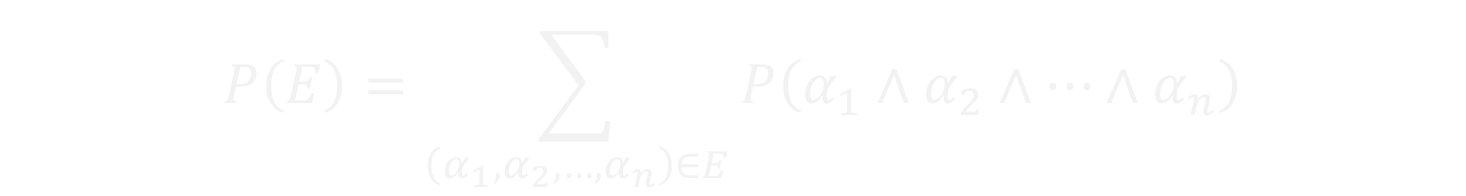 P(E) = ∑ P(α₁ ∧ α₂ ∧ ⋯ ∧ αₙ)
(α₁,α₂,…,αₙ)∈E